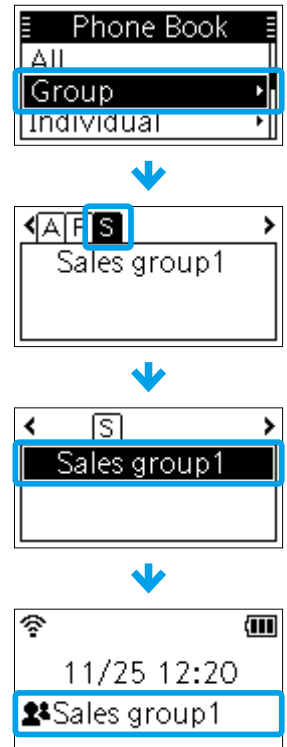 Phone Book
All
Group
Individual
A F S
Sales group1
S
Sales group1
11/25 12:20
Sales group1